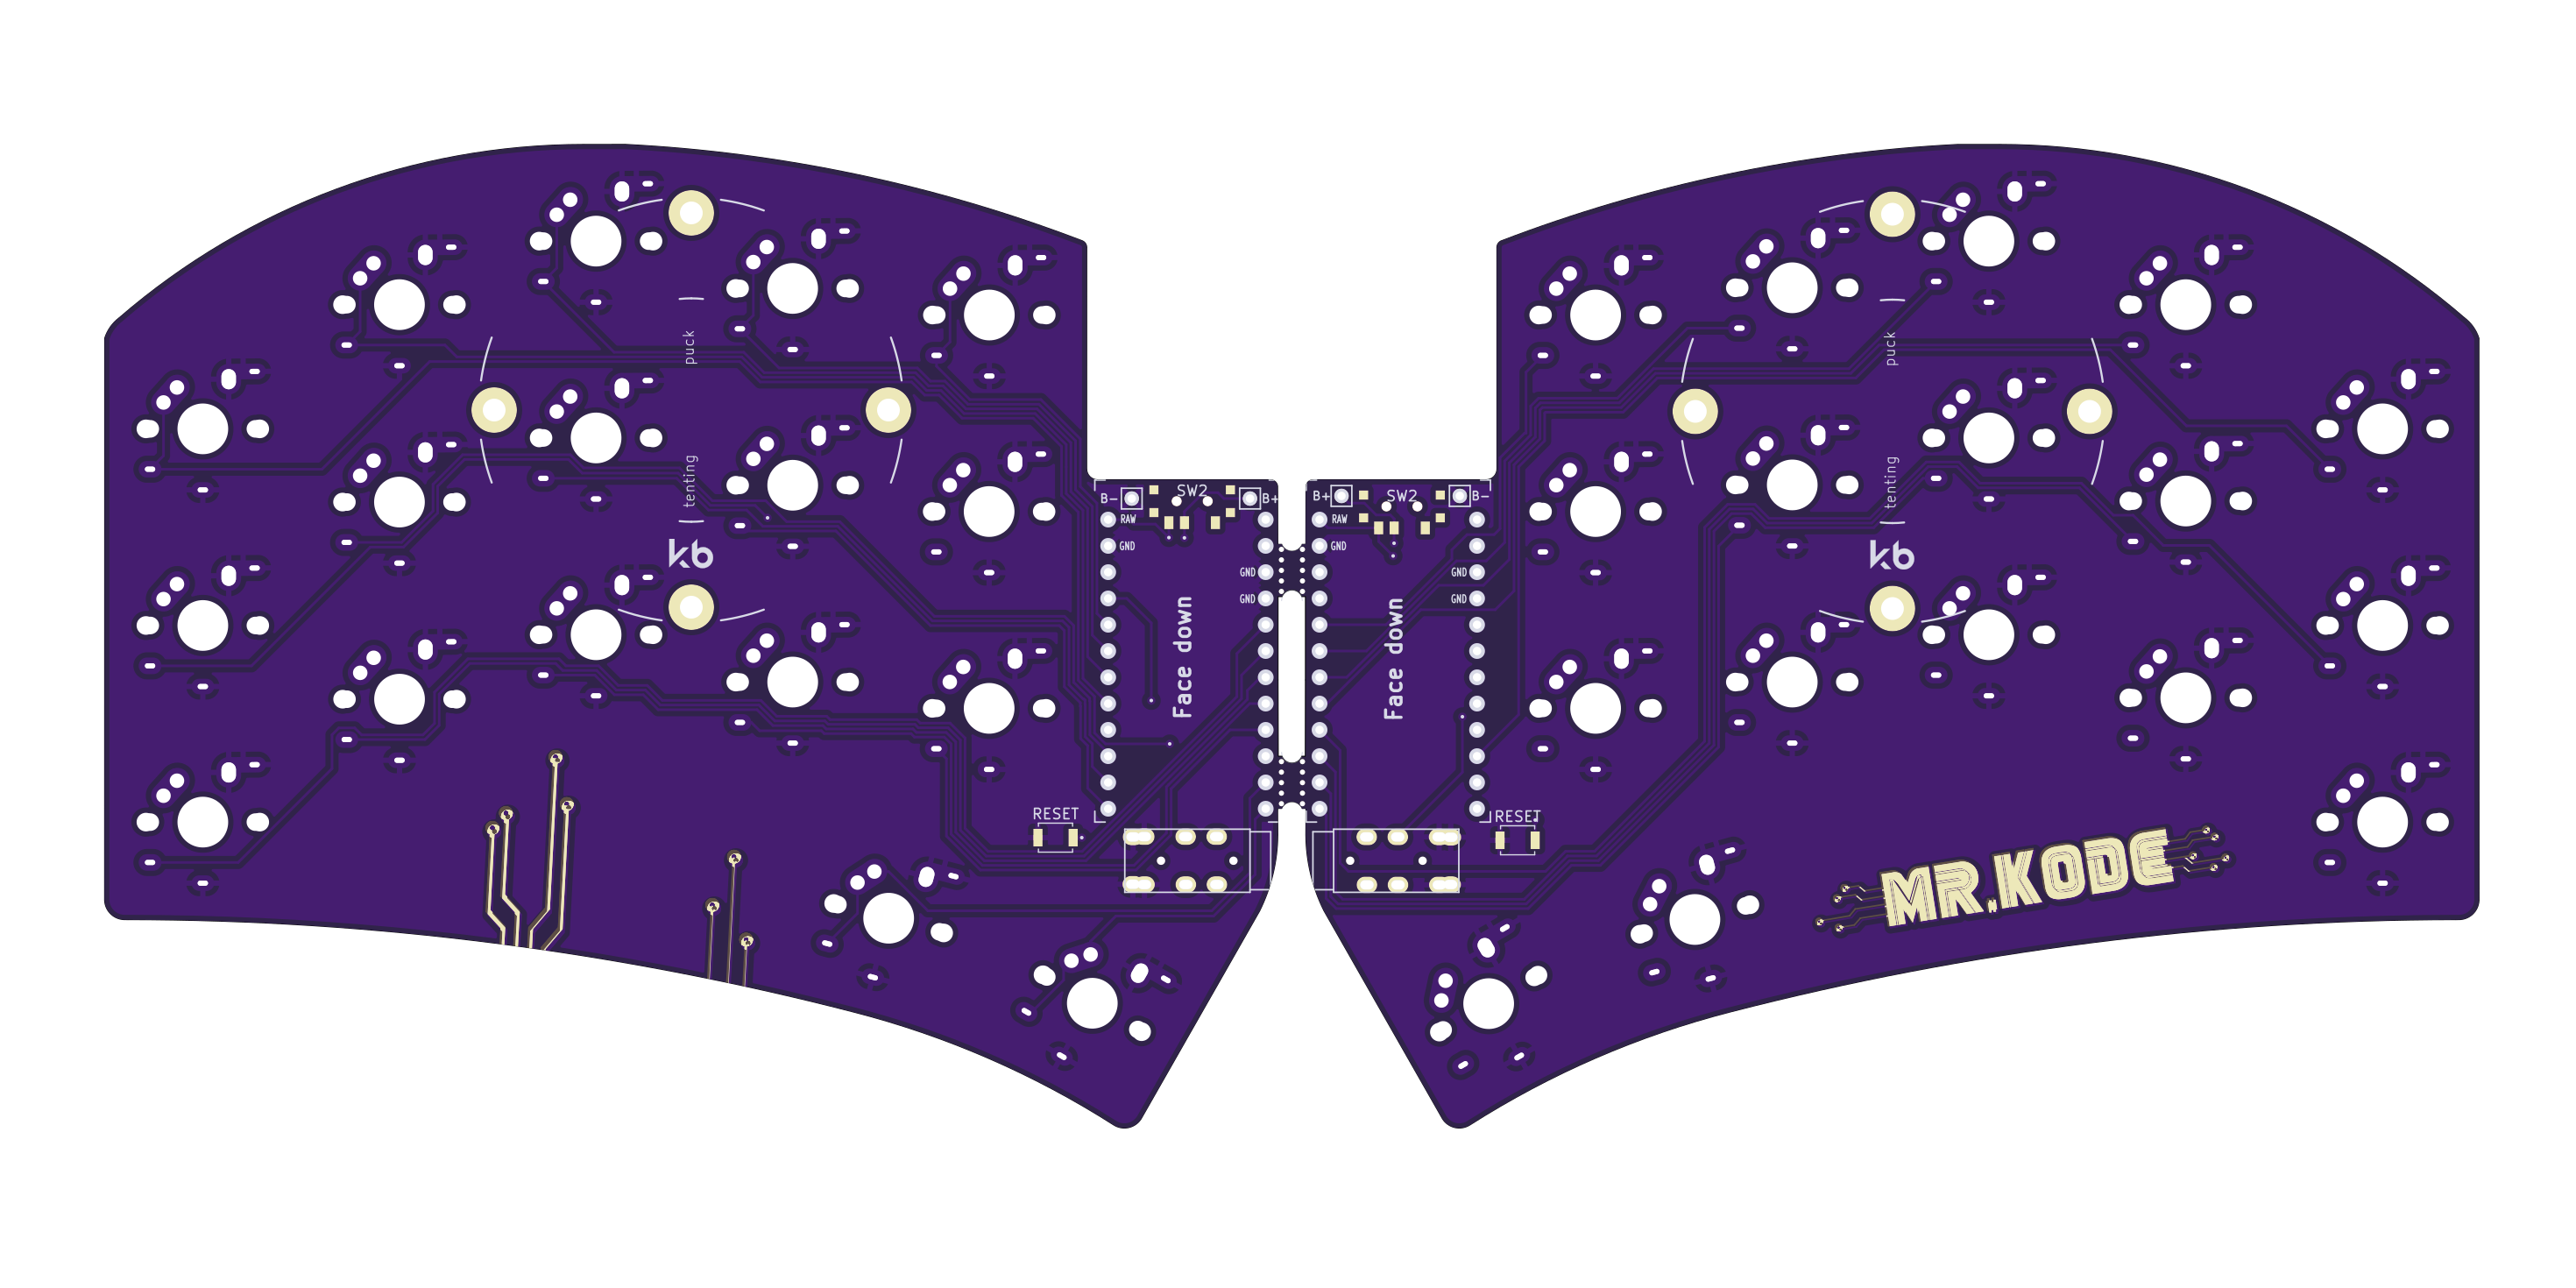 puck
puck
tenting
tenting
B- SW2 B+
B+ SW2 B-
RAW
RAW
GND
GND
GND
GND
GND
GND
kb
kb
Face down
Face down
RESET
RESET
MR.KODE